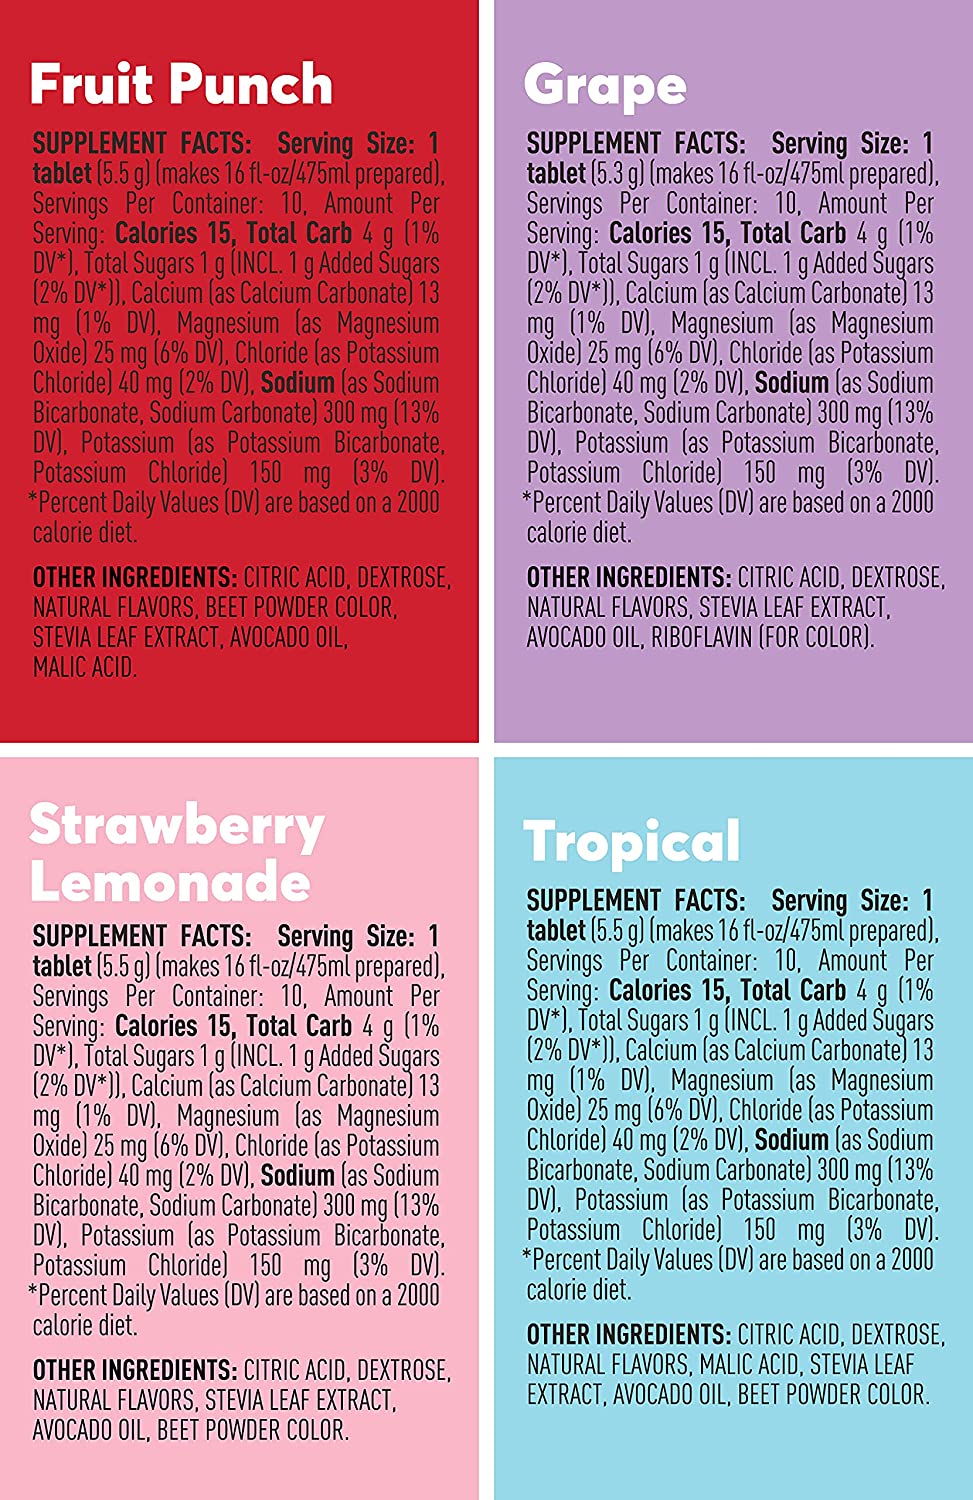 Fruit Punch
SUPPLEMENT FACTS: Serving Size: 1
tablet (5.5 g) (makes 16 fl-oz/475ml prepared),
Servings Per Container: 10, Amount Per
Serving: Calories 15, Total Carb 4 g (1%
DV*), Total Sugars 1 g (INCL. 1 g Added Sugars
(2% DV*)), Calcium (as Calcium Carbonate) 13
mg (1% DV), Magnesium (as Magnesium
Oxide) 25 mg (6% DV), Chloride (as Potassium
Chloride) 40 mg (2% DV), Sodium (as Sodium
Bicarbonate, Sodium Carbonate) 300 mg (13%
DV), Potassium (as Potassium Bicarbonate,
Potassium Chloride) 150 mg (3% DV).
*Percent Daily Values (DV) are based on a 2000
calorie diet.
OTHER INGREDIENTS: CITRIC ACID, DEXTROSE,
NATURAL FLAVORS, BEET POWDER COLOR,
STEVIA LEAF EXTRACT, AVOCADO OIL,
MALIC ACID.
Grape
SUPPLEMENT FACTS: Serving Size: 1
tablet (5.3 g) (makes 16 fl-oz/475ml prepared),
Servings Per Container: 10, Amount Per
Serving: Calories 15, Total Carb 4 g (1%
DV*), Total Sugars 1 g (INCL. 1 g Added Sugars
(2% DV*)), Calcium (as Calcium Carbonate) 13
mg (1% DV), Magnesium (as Magnesium
Oxide) 25 mg (6% DV), Chloride (as Potassium
Chloride) 40 mg (2% DV), Sodium (as Sodium
Bicarbonate, Sodium Carbonate) 300 mg (13%
DV), Potassium (as Potassium Bicarbonate,
Potassium Chloride) 150 mg (3% DV).
*Percent Daily Values (DV) are based on a 2000
calorie diet.
OTHER INGREDIENTS: CITRIC ACID, DEXTROSE,
NATURAL FLAVORS, STEVIA LEAF EXTRACT,
AVOCADO OIL, RIBOFLAVIN (FOR COLOR).
Strawberry
Lemonade
SUPPLEMENT FACTS: Serving Size: 1
tablet (5.5 g) (makes 16 fl-oz/475ml prepared),
Servings Per Container: 10, Amount Per
Serving: Calories 15, Total Carb 4 g (1%
DV*), Total Sugars 1 g (INCL. 1 g Added Sugars
(2% DV*)), Calcium (as Calcium Carbonate) 13
mg (1% DV), Magnesium (as Magnesium
Oxide) 25 mg (6% DV), Chloride (as Potassium
Chloride) 40 mg (2% DV), Sodium (as Sodium
Bicarbonate, Sodium Carbonate) 300 mg (13%
DV), Potassium (as Potassium Bicarbonate,
Potassium Chloride) 150 mg (3% DV).
*Percent Daily Values (DV) are based on a 2000
calorie diet.
OTHER INGREDIENTS: CITRIC ACID, DEXTROSE,
NATURAL FLAVORS, STEVIA LEAF EXTRACT,
AVOCADO OIL, BEET POWDER COLOR.
Tropical
SUPPLEMENT FACTS: Serving Size: 1
tablet (5.5 g) (makes 16 fl-oz/475ml prepared),
Servings Per Container: 10, Amount Per
Serving: Calories 15, Total Carb 4 g (1%
DV*), Total Sugars 1 g (INCL. 1 g Added Sugars
(2% DV*)), Calcium (as Calcium Carbonate) 13
mg (1% DV), Magnesium (as Magnesium
Oxide) 25 mg (6% DV), Chloride (as Potassium
Chloride) 40 mg (2% DV), Sodium (as Sodium
Bicarbonate, Sodium Carbonate) 300 mg (13%
DV), Potassium (as Potassium Bicarbonate,
Potassium Chloride) 150 mg (3% DV).
*Percent Daily Values (DV) are based on a 2000
calorie diet.
OTHER INGREDIENTS: CITRIC ACID, DEXTROSE,
NATURAL FLAVORS, MALIC ACID, STEVIA LEAF
EXTRACT, AVOCADO OIL, BEET POWDER COLOR.